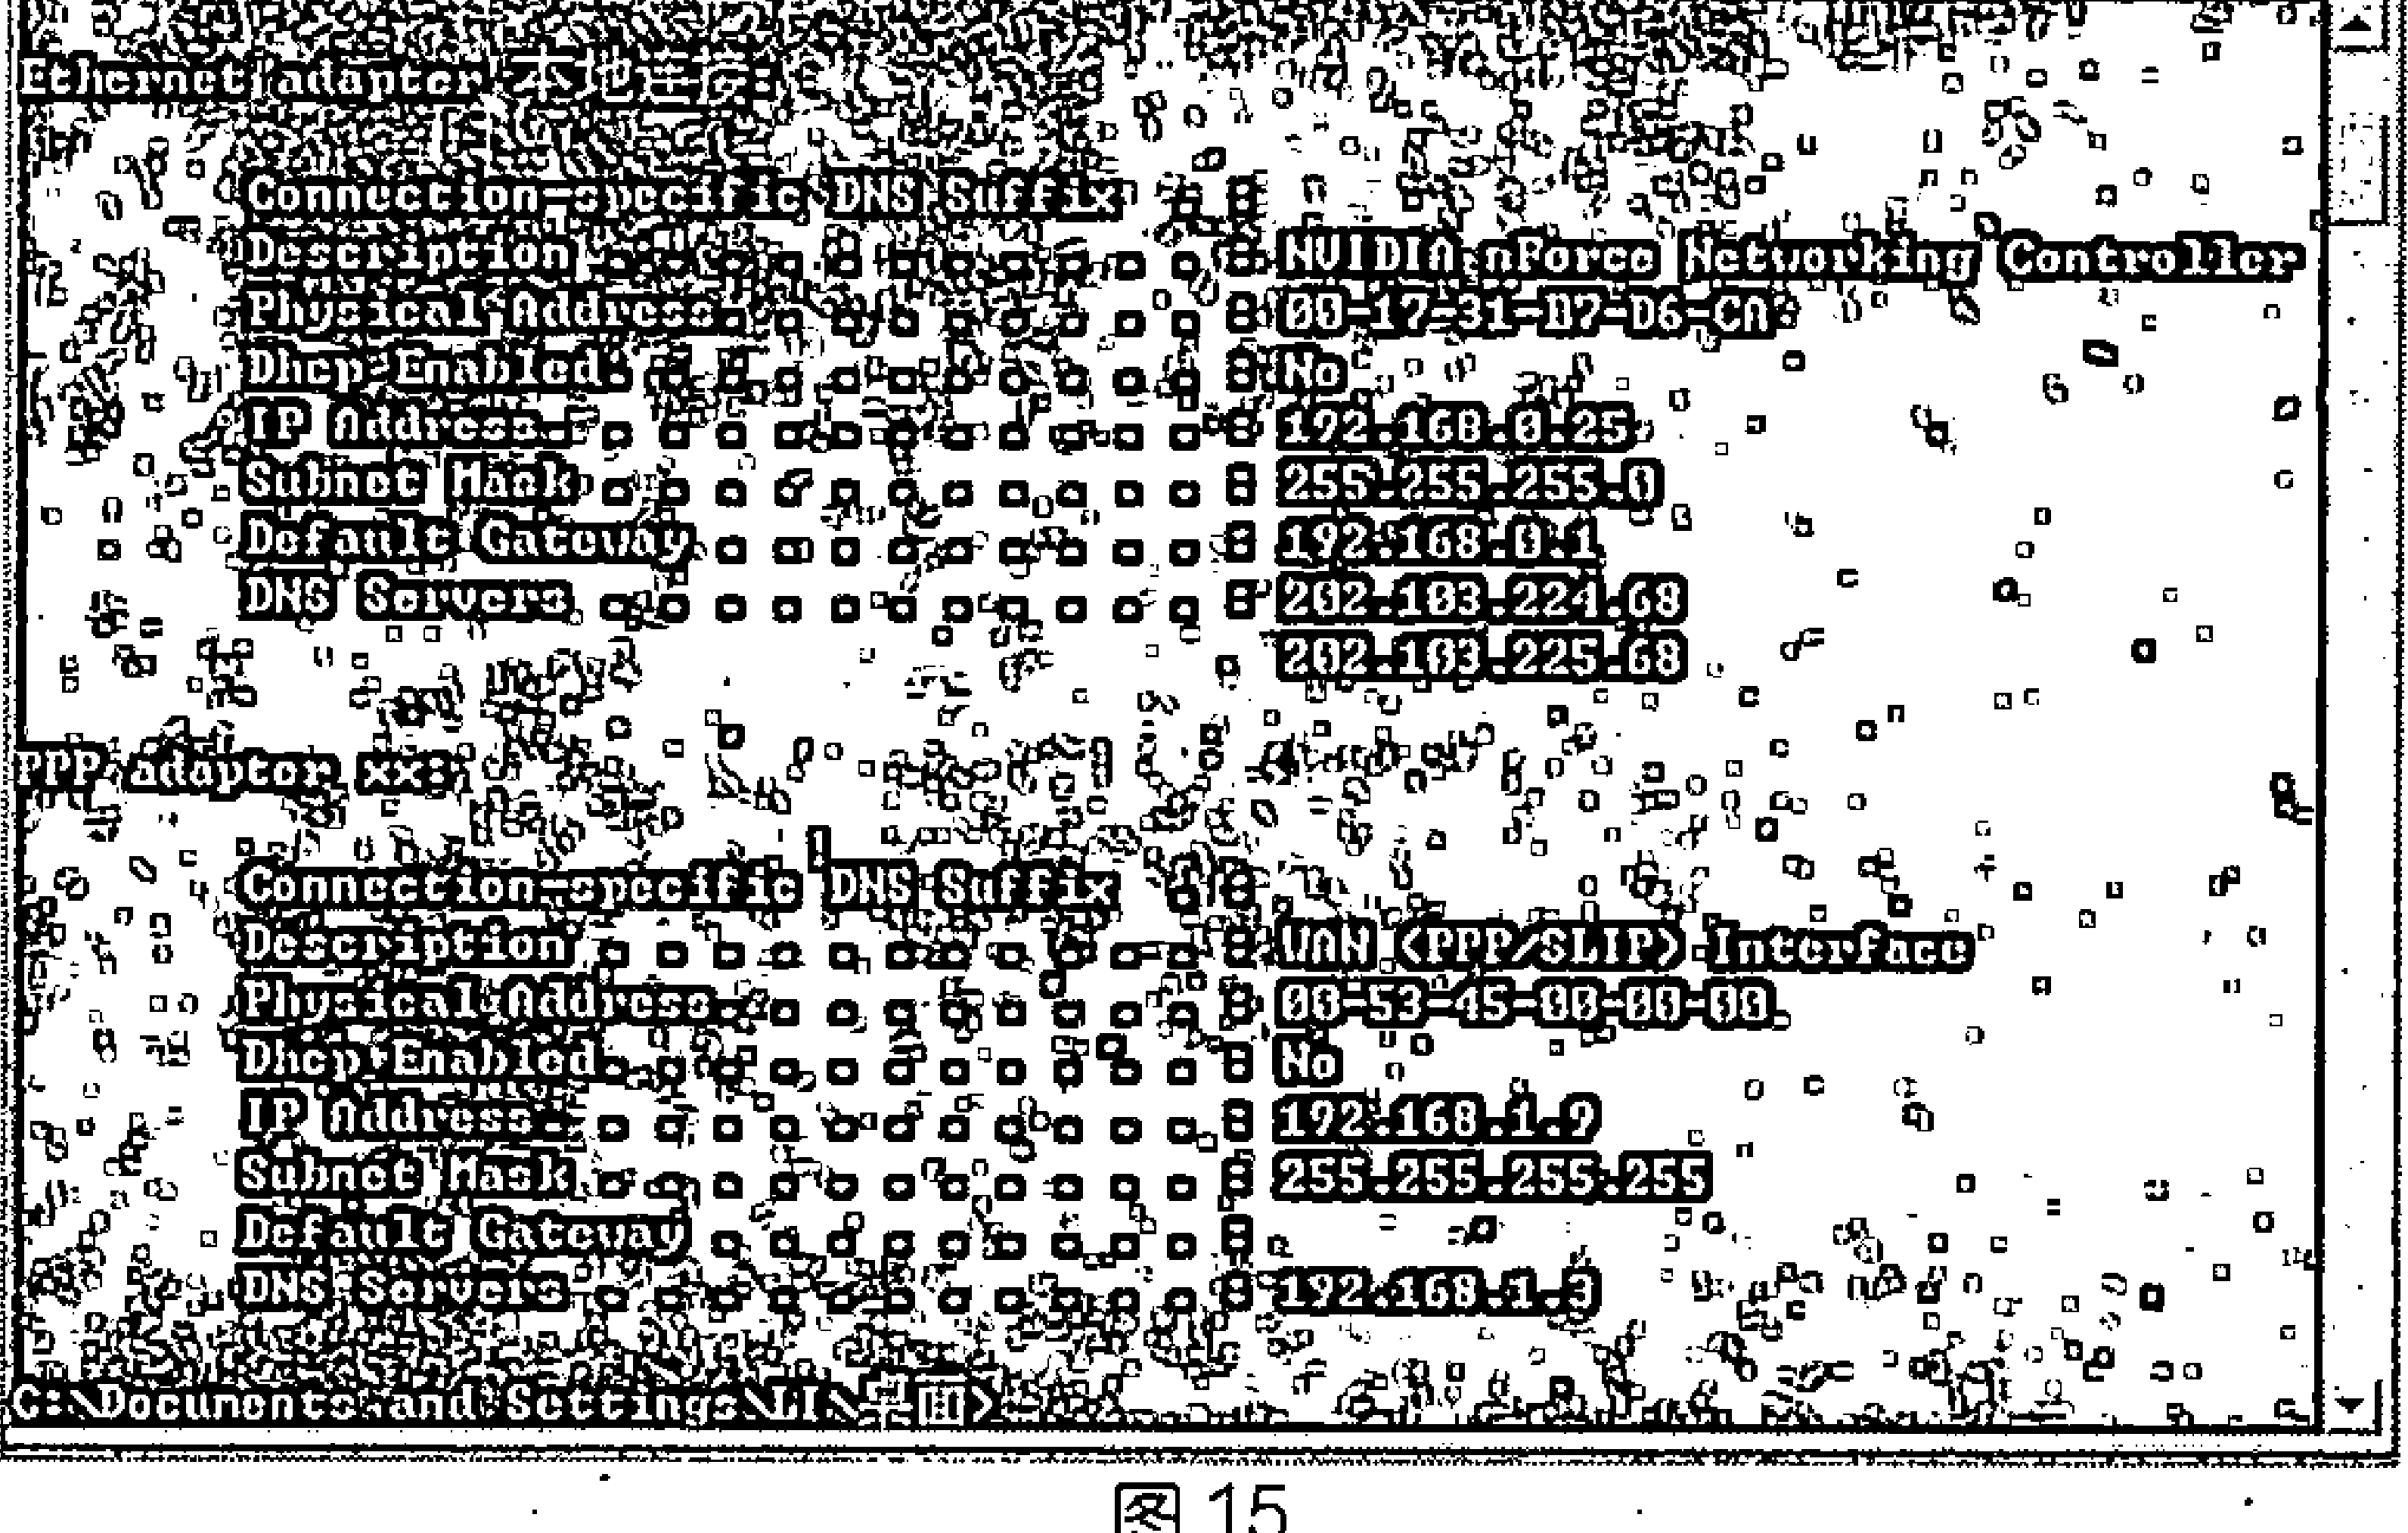 Ethernet adapter 本地连接:
Connection-specific DNS Suffix . :
Description . . . . . . . . . . . : NVIDIA nForce Networking Controller
Physical Address. . . . . . . . . : 00-17-31-D7-D6-CA
Dhcp Enabled. . . . . . . . . . . : No
IP Address. . . . . . . . . . . . : 192.168.0.25
Subnet Mask . . . . . . . . . . . : 255.255.255.0
Default Gateway . . . . . . . . . : 192.168.0.1
DNS Servers . . . . . . . . . . . : 202.103.224.68
202.103.225.68
PPP adapter xx:
Connection-specific DNS Suffix . :
Description . . . . . . . . . . . : WAN (PPP/SLIP) Interface
Physical Address. . . . . . . . . : 00-53-45-00-00-00
Dhcp Enabled. . . . . . . . . . . : No
IP Address. . . . . . . . . . . . : 192.168.1.9
Subnet Mask . . . . . . . . . . . : 255.255.255.255
Default Gateway . . . . . . . . . :
DNS Servers . . . . . . . . . . . : 192.168.1.3
C:\Documents and Settings\LI\桌面>
图 15